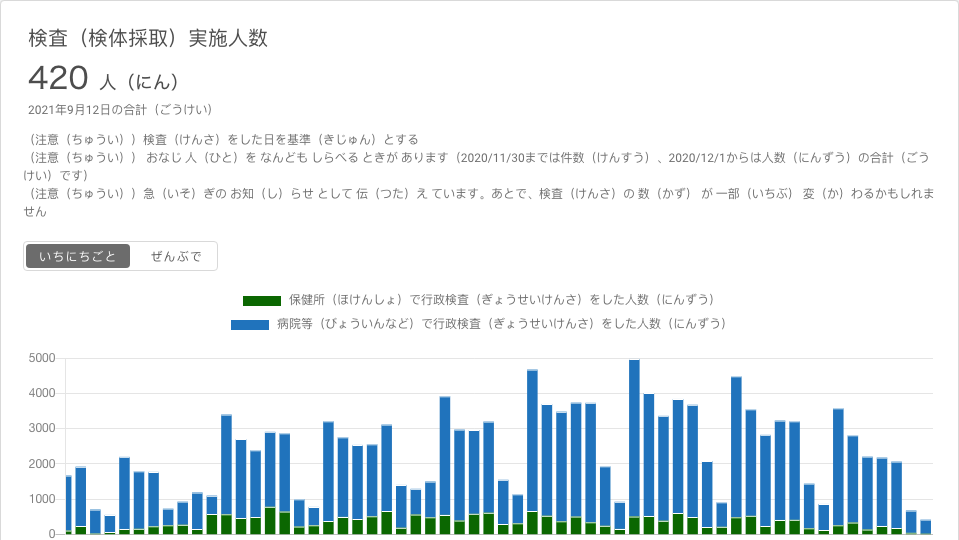 検査（検体採取）実施人数
420 人（にん）
2021年9月12日の合計（ごうけい）
（注意（ちゅうい））検査（けんさ）をした日を基準（きじゅん）とする
（注意（ちゅうい）） おなじ 人（ひと）を なんども しらべる ときが あります（2020/11/30までは件数（けんすう）、2020/12/1からは人数（にんずう）の合計（ごう
けい）です）
（注意（ちゅうい））急（いそ）ぎの お知（し）らせ として 伝（つた）え ています。あとで、検査（けんさ）の 数（かず） が 一部（いちぶ） 変（か）わるかもしれま
せん
いちにちごと ぜんぶで
保健所（ほけんしょ）で行政検査（ぎょうせいけんさ）をした人数（にんずう）
病院等（びょういんなど）で行政検査（ぎょうせいけんさ）をした人数（にんずう）
5000
4000
3000
2000
1000
0